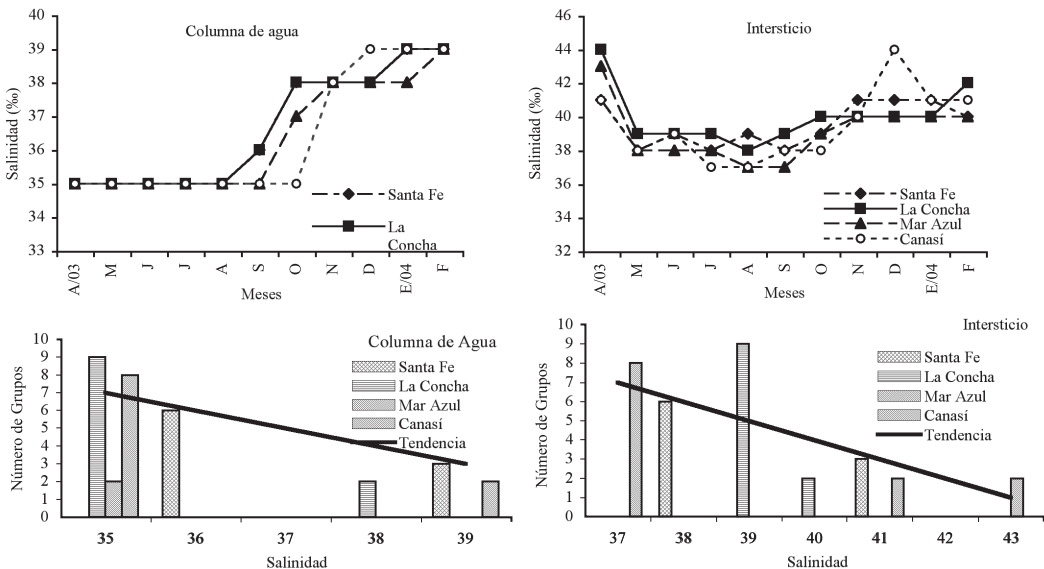 Columna de agua
40
39
38
37
36
35
34
33
Salinidad (‰)
A/03 M J J A S O N D E/04 F
Meses
Santa Fe
La
Concha
Intersticio
46
44
42
40
38
36
34
32
Salinidad (‰)
A/03 M J J A S O N D E/04 F
Meses
Santa Fe
La Concha
Mar Azul
Canasí
Columna de Agua
10
9
8
7
6
5
4
3
2
1
0
Número de Grupos
35 36 37 38 39
Salinidad
Santa Fe
La Concha
Mar Azul
Canasí
Tendencia
Intersticio
10
9
8
7
6
5
4
3
2
1
0
Número de Grupos
37 38 39 40 41 42 43
Salinidad
Santa Fe
La Concha
Mar Azul
Canasí
Tendencia